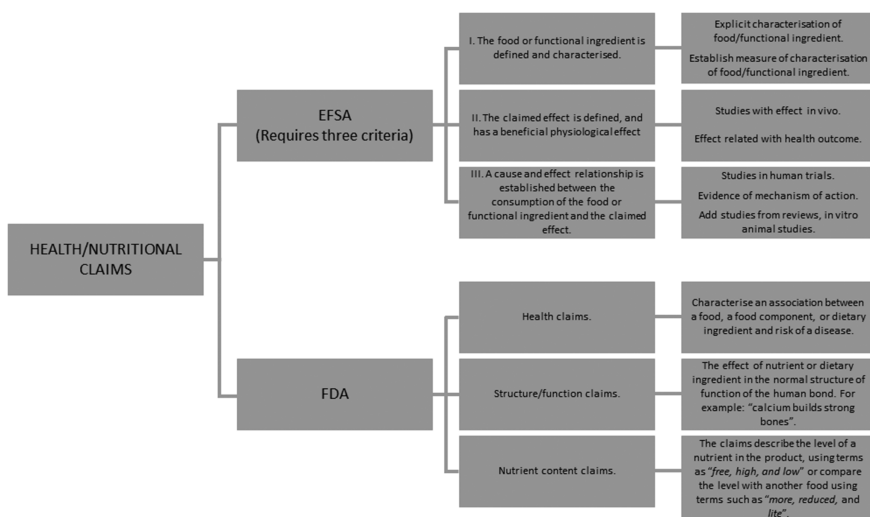 HEALTH/NUTRITIONAL
CLAIMS
EFSA
(Requires three criteria)
I. The food or functional ingredient is
defined and characterised.
Explicit characterisation of
food/functional ingredient.
Establish measure of characterisation
of food/functional ingredient.
II. The claimed effect is defined, and
has a beneficial physiological effect
Studies with effect in vivo.
Effect related with health outcome.
III. A cause and effect relationship is
established between the
consumption of the food or
functional ingredient and the claimed
effect.
Studies in human trials.
Evidence of mechanism of action.
Add studies from reviews, in vitro
animal studies.
FDA
Health claims.
Characterise an association between
a food, a food component, or dietary
ingredient and risk of a disease.
Structure/function claims.
The effect of nutrient or dietary
ingredient in the normal structure of
function of the human bond. For
example: “calcium builds strong
bones”.
Nutrient content claims.
The claims describe the level of a
nutrient in the product, using terms
as “free, high, and low” or compare
the level with another food using
terms such as “more, reduced, and
lite”.